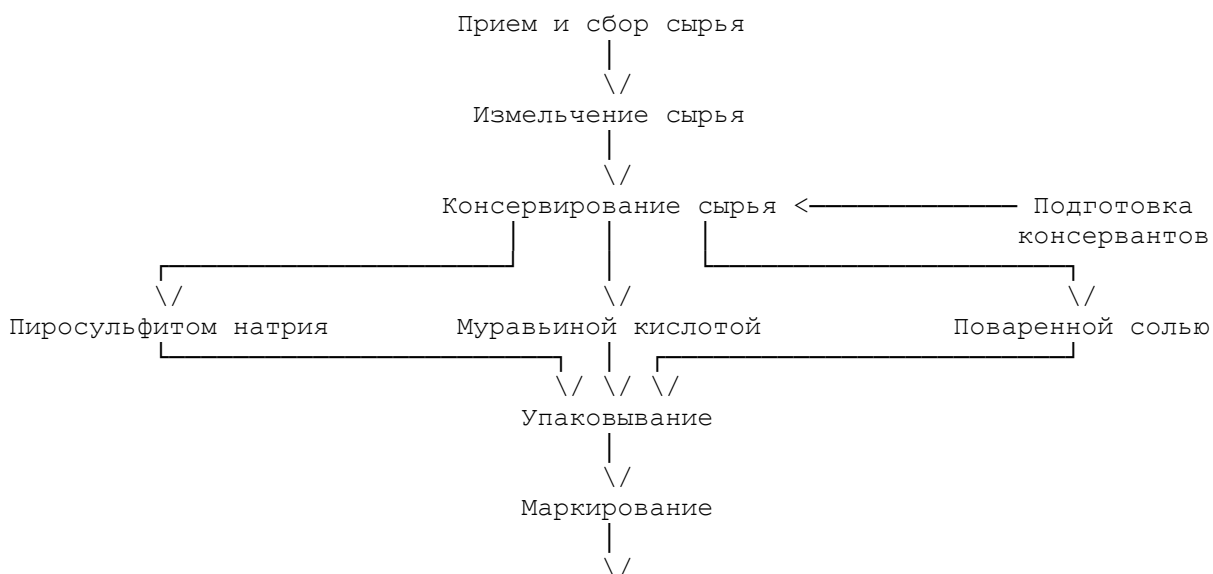 Прием и сбор сырья
Измельчение сырья
Консервирование сырья <────────────── Подготовка
консервантов
Пиросульфитом натрия Муравьиной кислотой Поваренной солью
Упаковывание
Маркирование